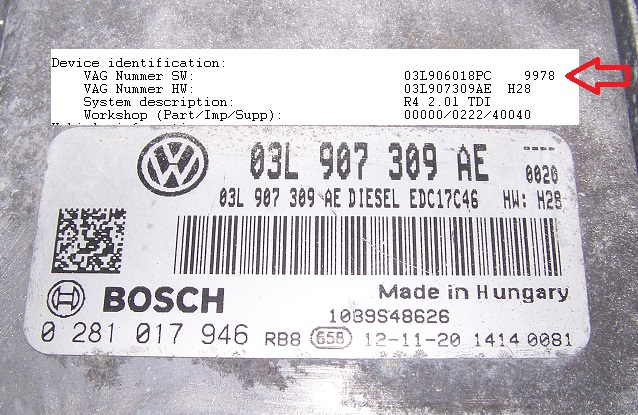 Device identification:
VAG Nummer SW: 03L906018PC 9978
VAG Nummer HW: 03L907309AE H28
System description: R4 2.0l TDI
Workshop (Part/Imp/Supp): 00000/0222/40040
03L 907 309 AE ----
0020
03L 907 309 AE DIESEL EDC17C46 HW: H28
BOSCH Made in Hungary
1039S48626
0 281 017 946 RB8 658 12-11-20 1414 0081